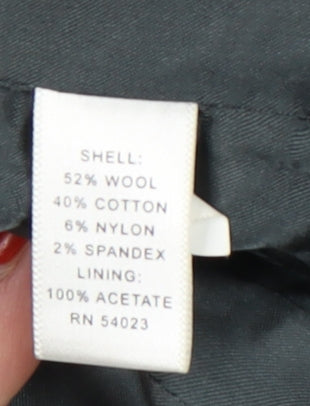 SHELL:
52% WOOL
40% COTTON
6% NYLON
2% SPANDEX
LINING:
100% ACETATE
RN 54023